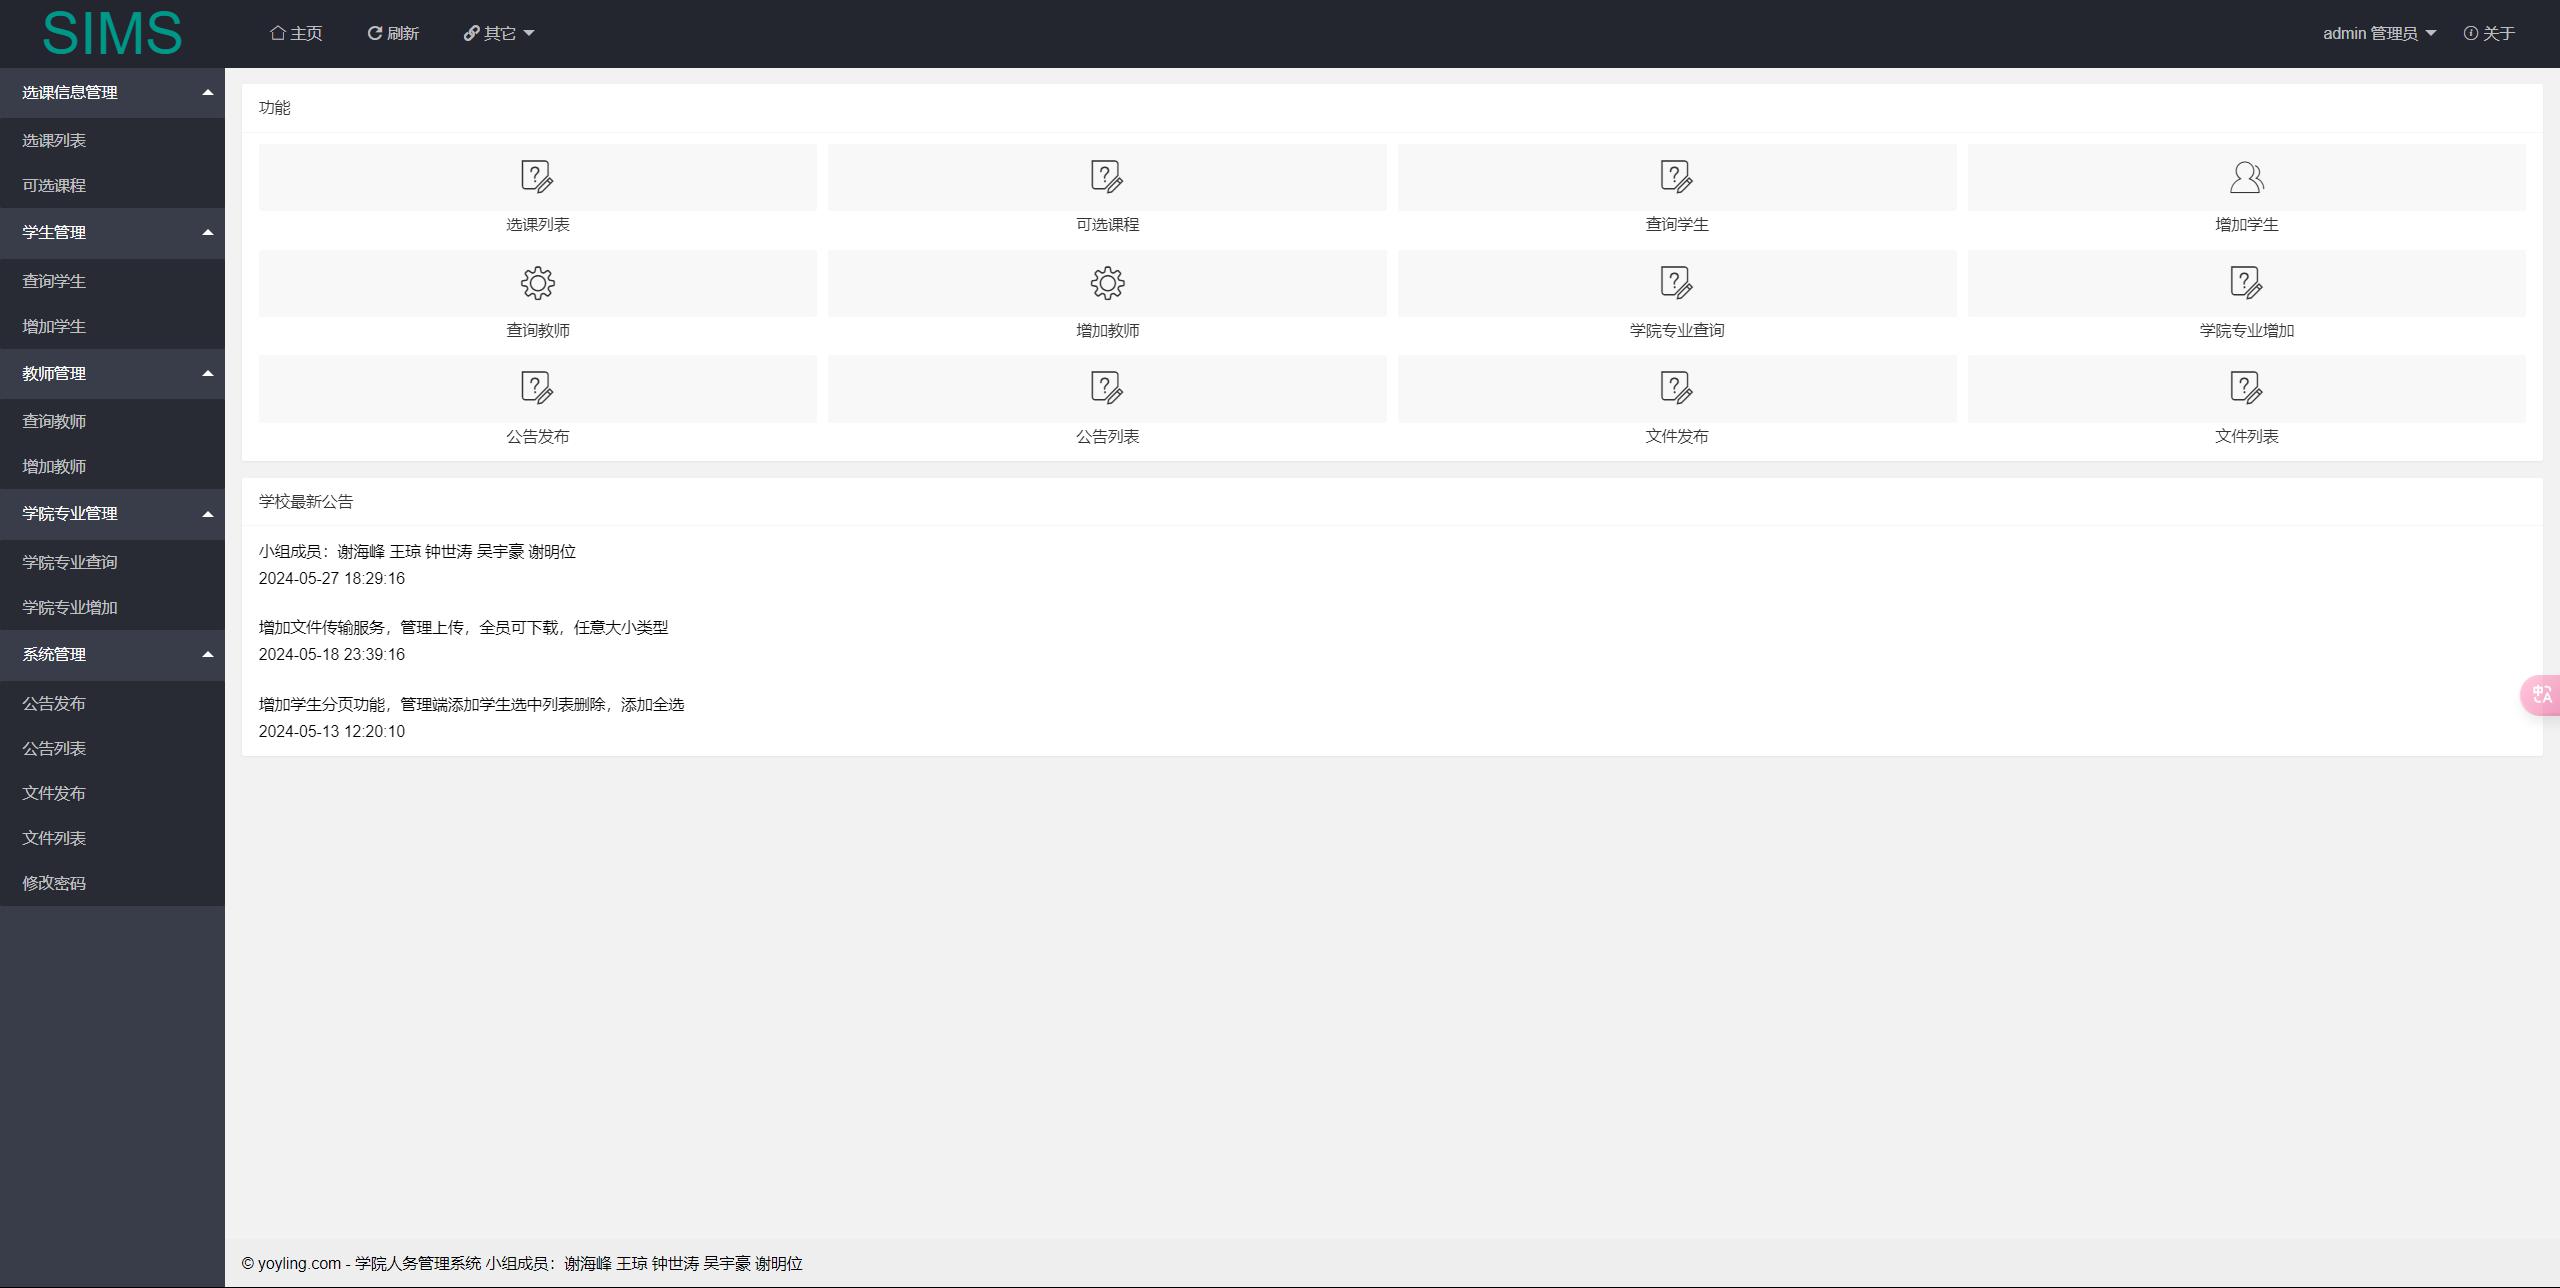 SIMS
主页
刷新
其它
admin 管理员
关于
选课信息管理
选课列表
可选课程
学生管理
查询学生
增加学生
教师管理
查询教师
增加教师
学院专业管理
学院专业查询
学院专业增加
系统管理
公告发布
公告列表
文件发布
文件列表
修改密码
功能
选课列表
可选课程
查询学生
增加学生
查询教师
增加教师
学院专业查询
学院专业增加
公告发布
公告列表
文件发布
文件列表
学校最新公告
小组成员：谢海峰 王琼 钟世涛 吴宇豪 谢明位
2024-05-27 18:29:16
增加文件传输服务，管理上传，全员可下载，任意大小类型
2024-05-18 23:39:16
增加学生分页功能，管理端添加学生选中列表删除，添加全选
2024-05-13 12:20:10
© yoyling.com - 学院人务管理系统 小组成员：谢海峰 王琼 钟世涛 吴宇豪 谢明位